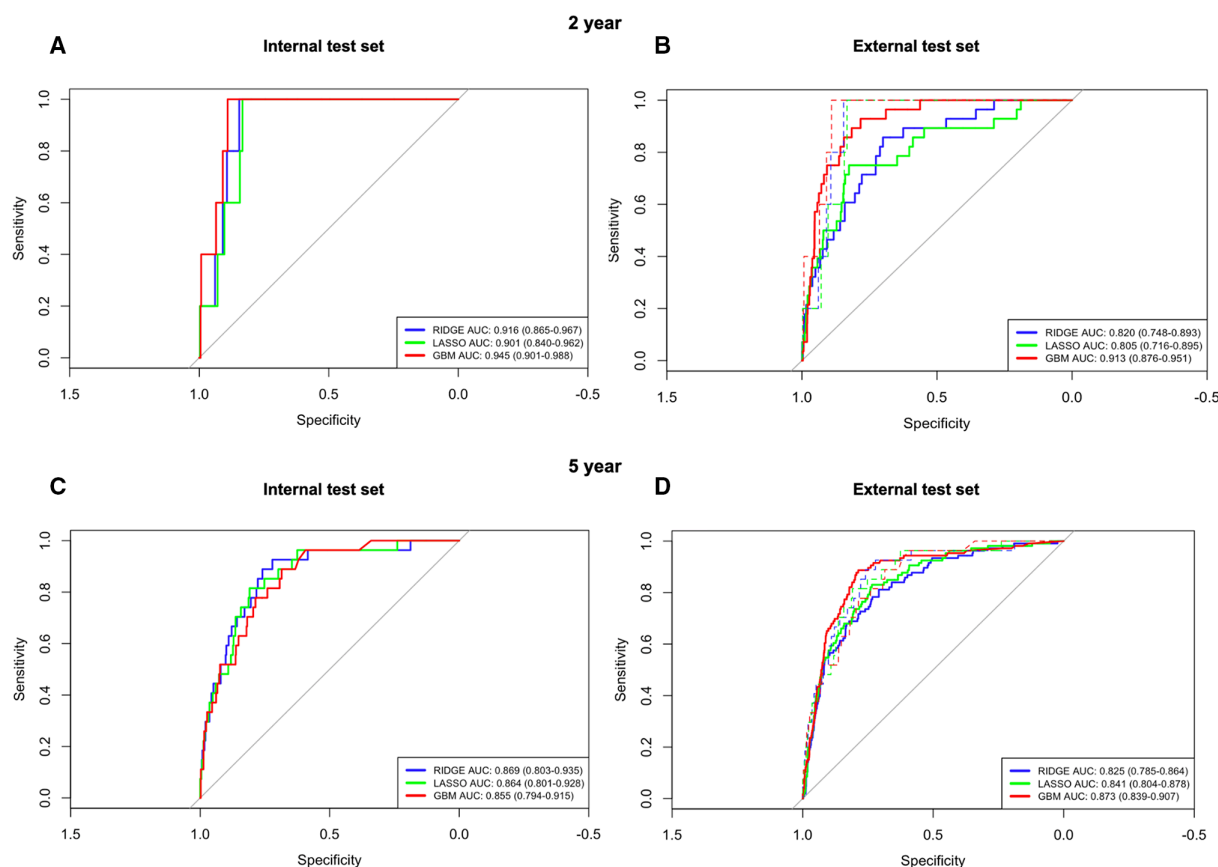 2 year
A
Internal test set
B
External test set
Sensitivity
0.0
0.2
0.4
0.6
0.8
1.0
RIDGE AUC: 0.916 (0.865-0.967)
LASSO AUC: 0.901 (0.840-0.962)
GBM AUC: 0.945 (0.901-0.988)
1.5
1.0
0.5
0.0
-0.5
Specificity
Sensitivity
0.0
0.2
0.4
0.6
0.8
1.0
RIDGE AUC: 0.820 (0.748-0.893)
LASSO AUC: 0.805 (0.716-0.895)
GBM AUC: 0.913 (0.876-0.951)
1.5
1.0
0.5
0.0
-0.5
Specificity
5 year
C
Internal test set
D
External test set
Sensitivity
0.0
0.2
0.4
0.6
0.8
1.0
RIDGE AUC: 0.869 (0.803-0.935)
LASSO AUC: 0.864 (0.801-0.928)
GBM AUC: 0.855 (0.794-0.915)
1.5
1.0
0.5
0.0
-0.5
Specificity
Sensitivity
0.0
0.2
0.4
0.6
0.8
1.0
RIDGE AUC: 0.825 (0.785-0.864)
LASSO AUC: 0.841 (0.804-0.878)
GBM AUC: 0.873 (0.839-0.907)
1.5
1.0
0.5
0.0
-0.5
Specificity